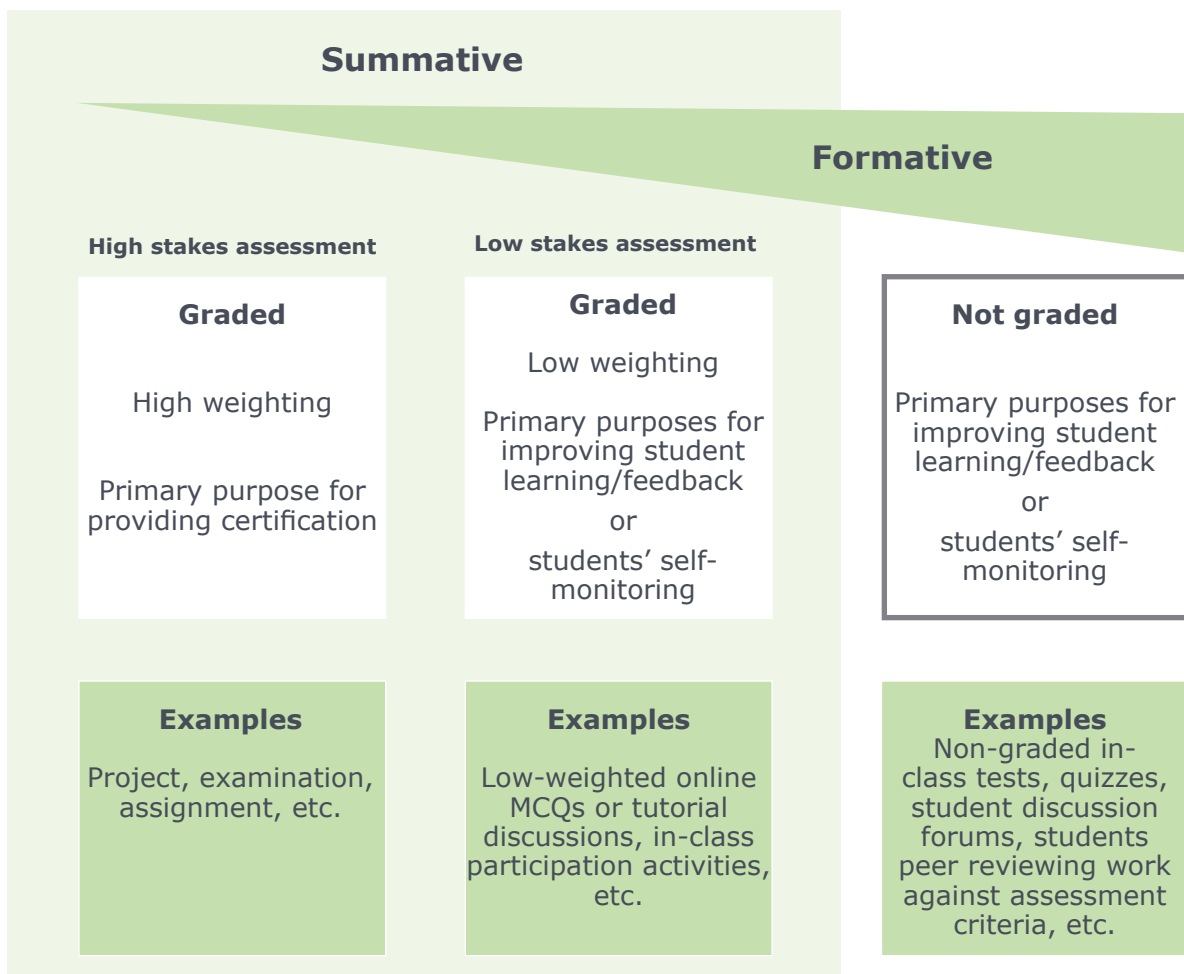 Summative
Formative
High stakes assessment
Graded
High weighting
Primary purpose for
providing certification
Examples
Project, examination,
assignment, etc.
Low stakes assessment
Graded
Low weighting
Primary purposes for
improving student
learning/feedback
or
students’ self-
monitoring
Examples
Low-weighted online
MCQs or tutorial
discussions, in-class
participation activities,
etc.
Not graded
Primary purposes for
improving student
learning/feedback
or
students’ self-
monitoring
Examples
Non-graded in-
class tests, quizzes,
student discussion
forums, students
peer reviewing work
against assessment
criteria, etc.